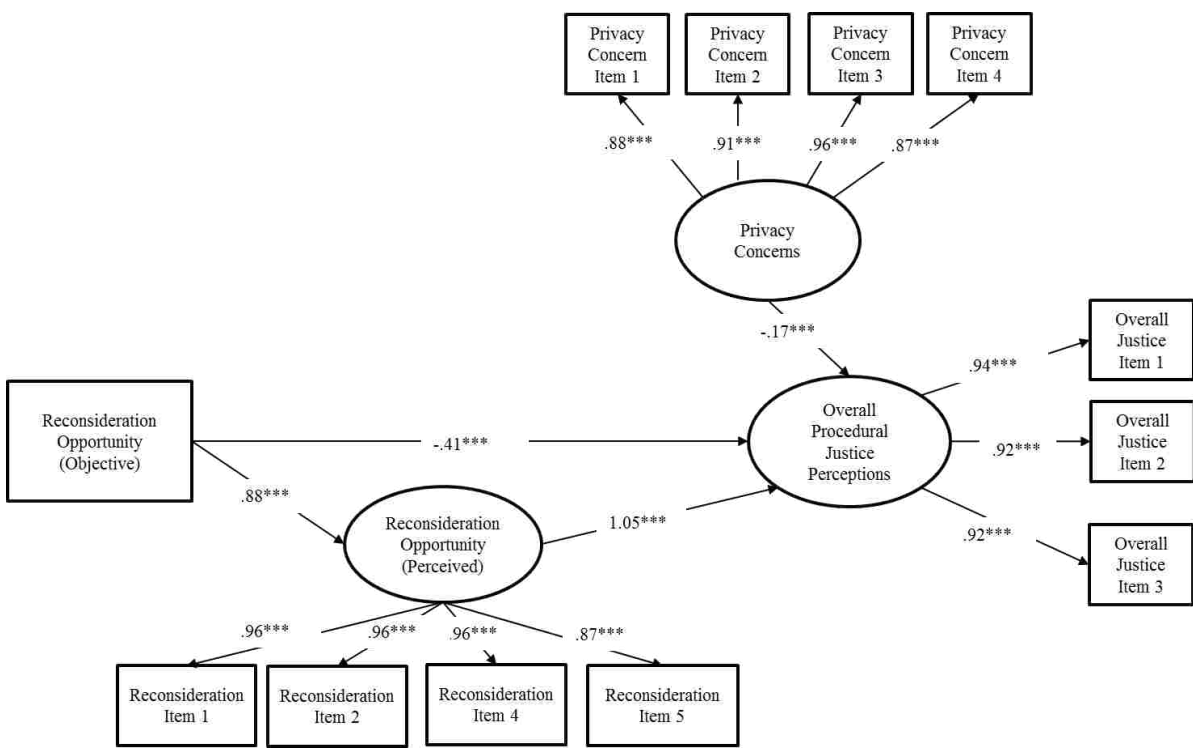 Privacy
Concern
Item 1
Privacy
Concern
Item 2
Privacy
Concern
Item 3
Privacy
Concern
Item 4
.88***
.91***
.96***
.87***
Privacy
Concerns
-.17***
Overall
Justice
Item 1
.94***
Reconsideration
Opportunity
(Objective)
-.41***
Overall
Procedural
Justice
Perceptions
.92***
Overall
Justice
Item 2
.88***
Reconsideration
Opportunity
(Perceived)
1.05***
.92***
Overall
Justice
Item 3
.96***
.96***
.96***
.87***
Reconsideration
Item 1
Reconsideration
Item 2
Reconsideration
Item 4
Reconsideration
Item 5